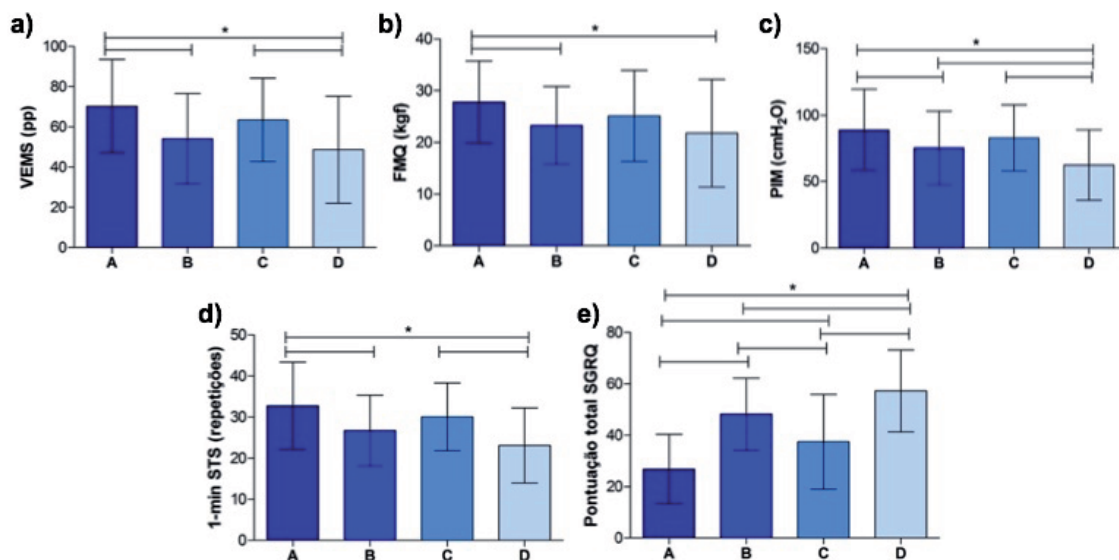 a)
*
VEMS (pp)
100
80
60
40
20
0
A B C D
b)
*
FMQ (kgf)
40
30
20
10
0
A B C D
c)
*
PIM (cmH₂O)
150
100
50
0
A B C D
d)
*
1-min STS (repetições)
50
40
30
20
10
0
A B C D
e)
*
Pontuação total SGRQ
80
60
40
20
0
A B C D